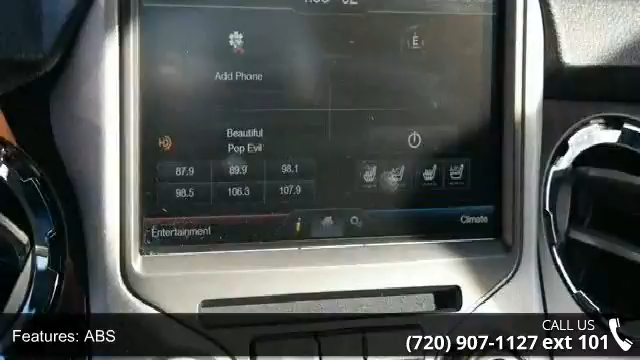 E
Add Phone
Beautiful
Pop Evil
87.9 89.9 98.1
98.5 106.3 107.9
Entertainment
i
Climate
Features: ABS
CALL US
(720) 907-1127 ext 101